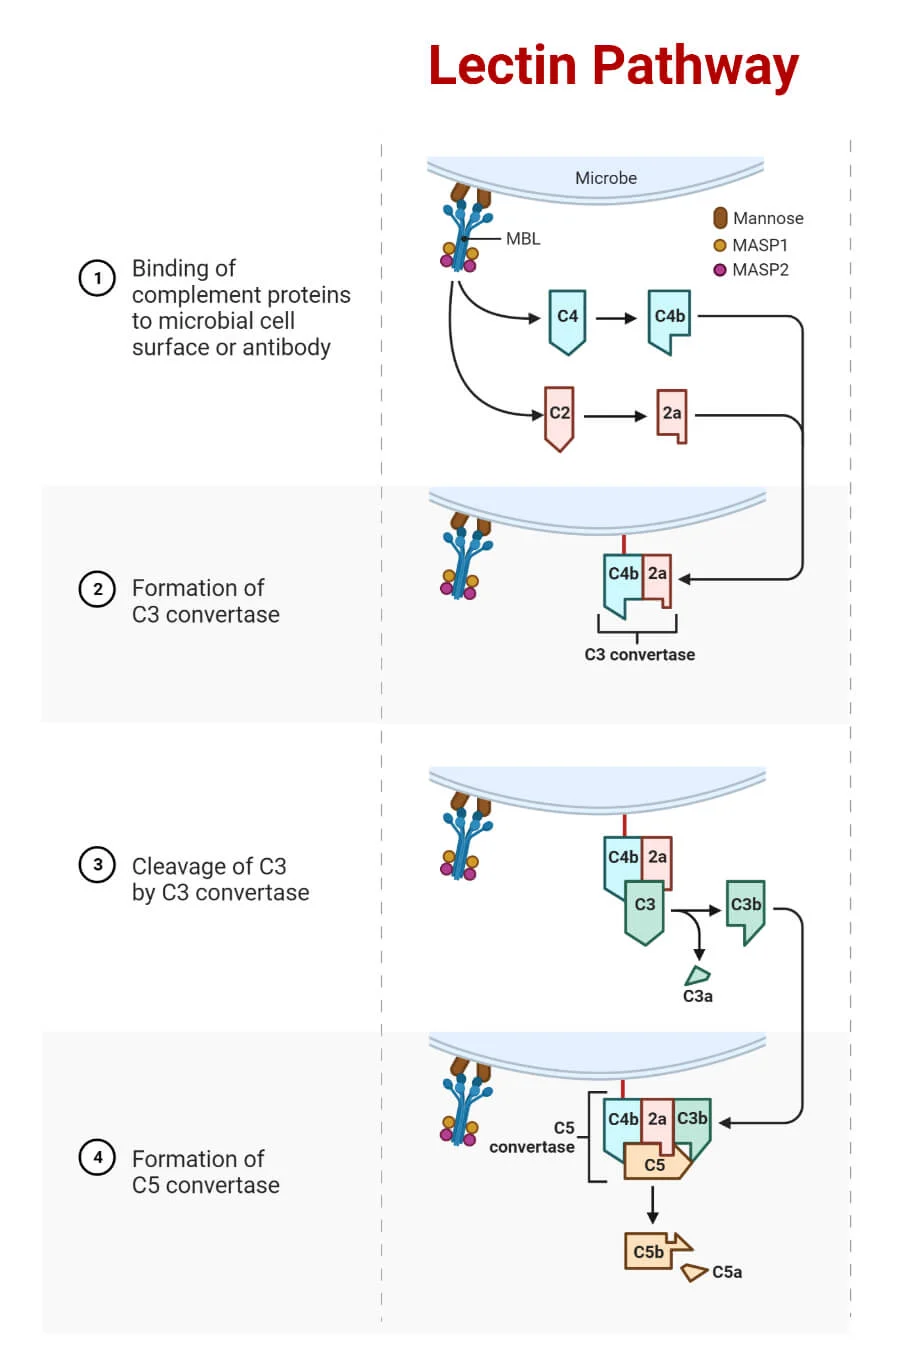 Lectin Pathway
1
Binding of
complement proteins
to microbial cell
surface or antibody
Microbe
Mannose
MASP1
MASP2
MBL
C4
C4b
C2
2a
2
Formation of
C3 convertase
C4b
2a
C3 convertase
3
Cleavage of C3
by C3 convertase
C4b
2a
C3
C3b
C3a
4
Formation of
C5 convertase
C5
convertase
C4b
2a
C3b
C5
C5b
C5a